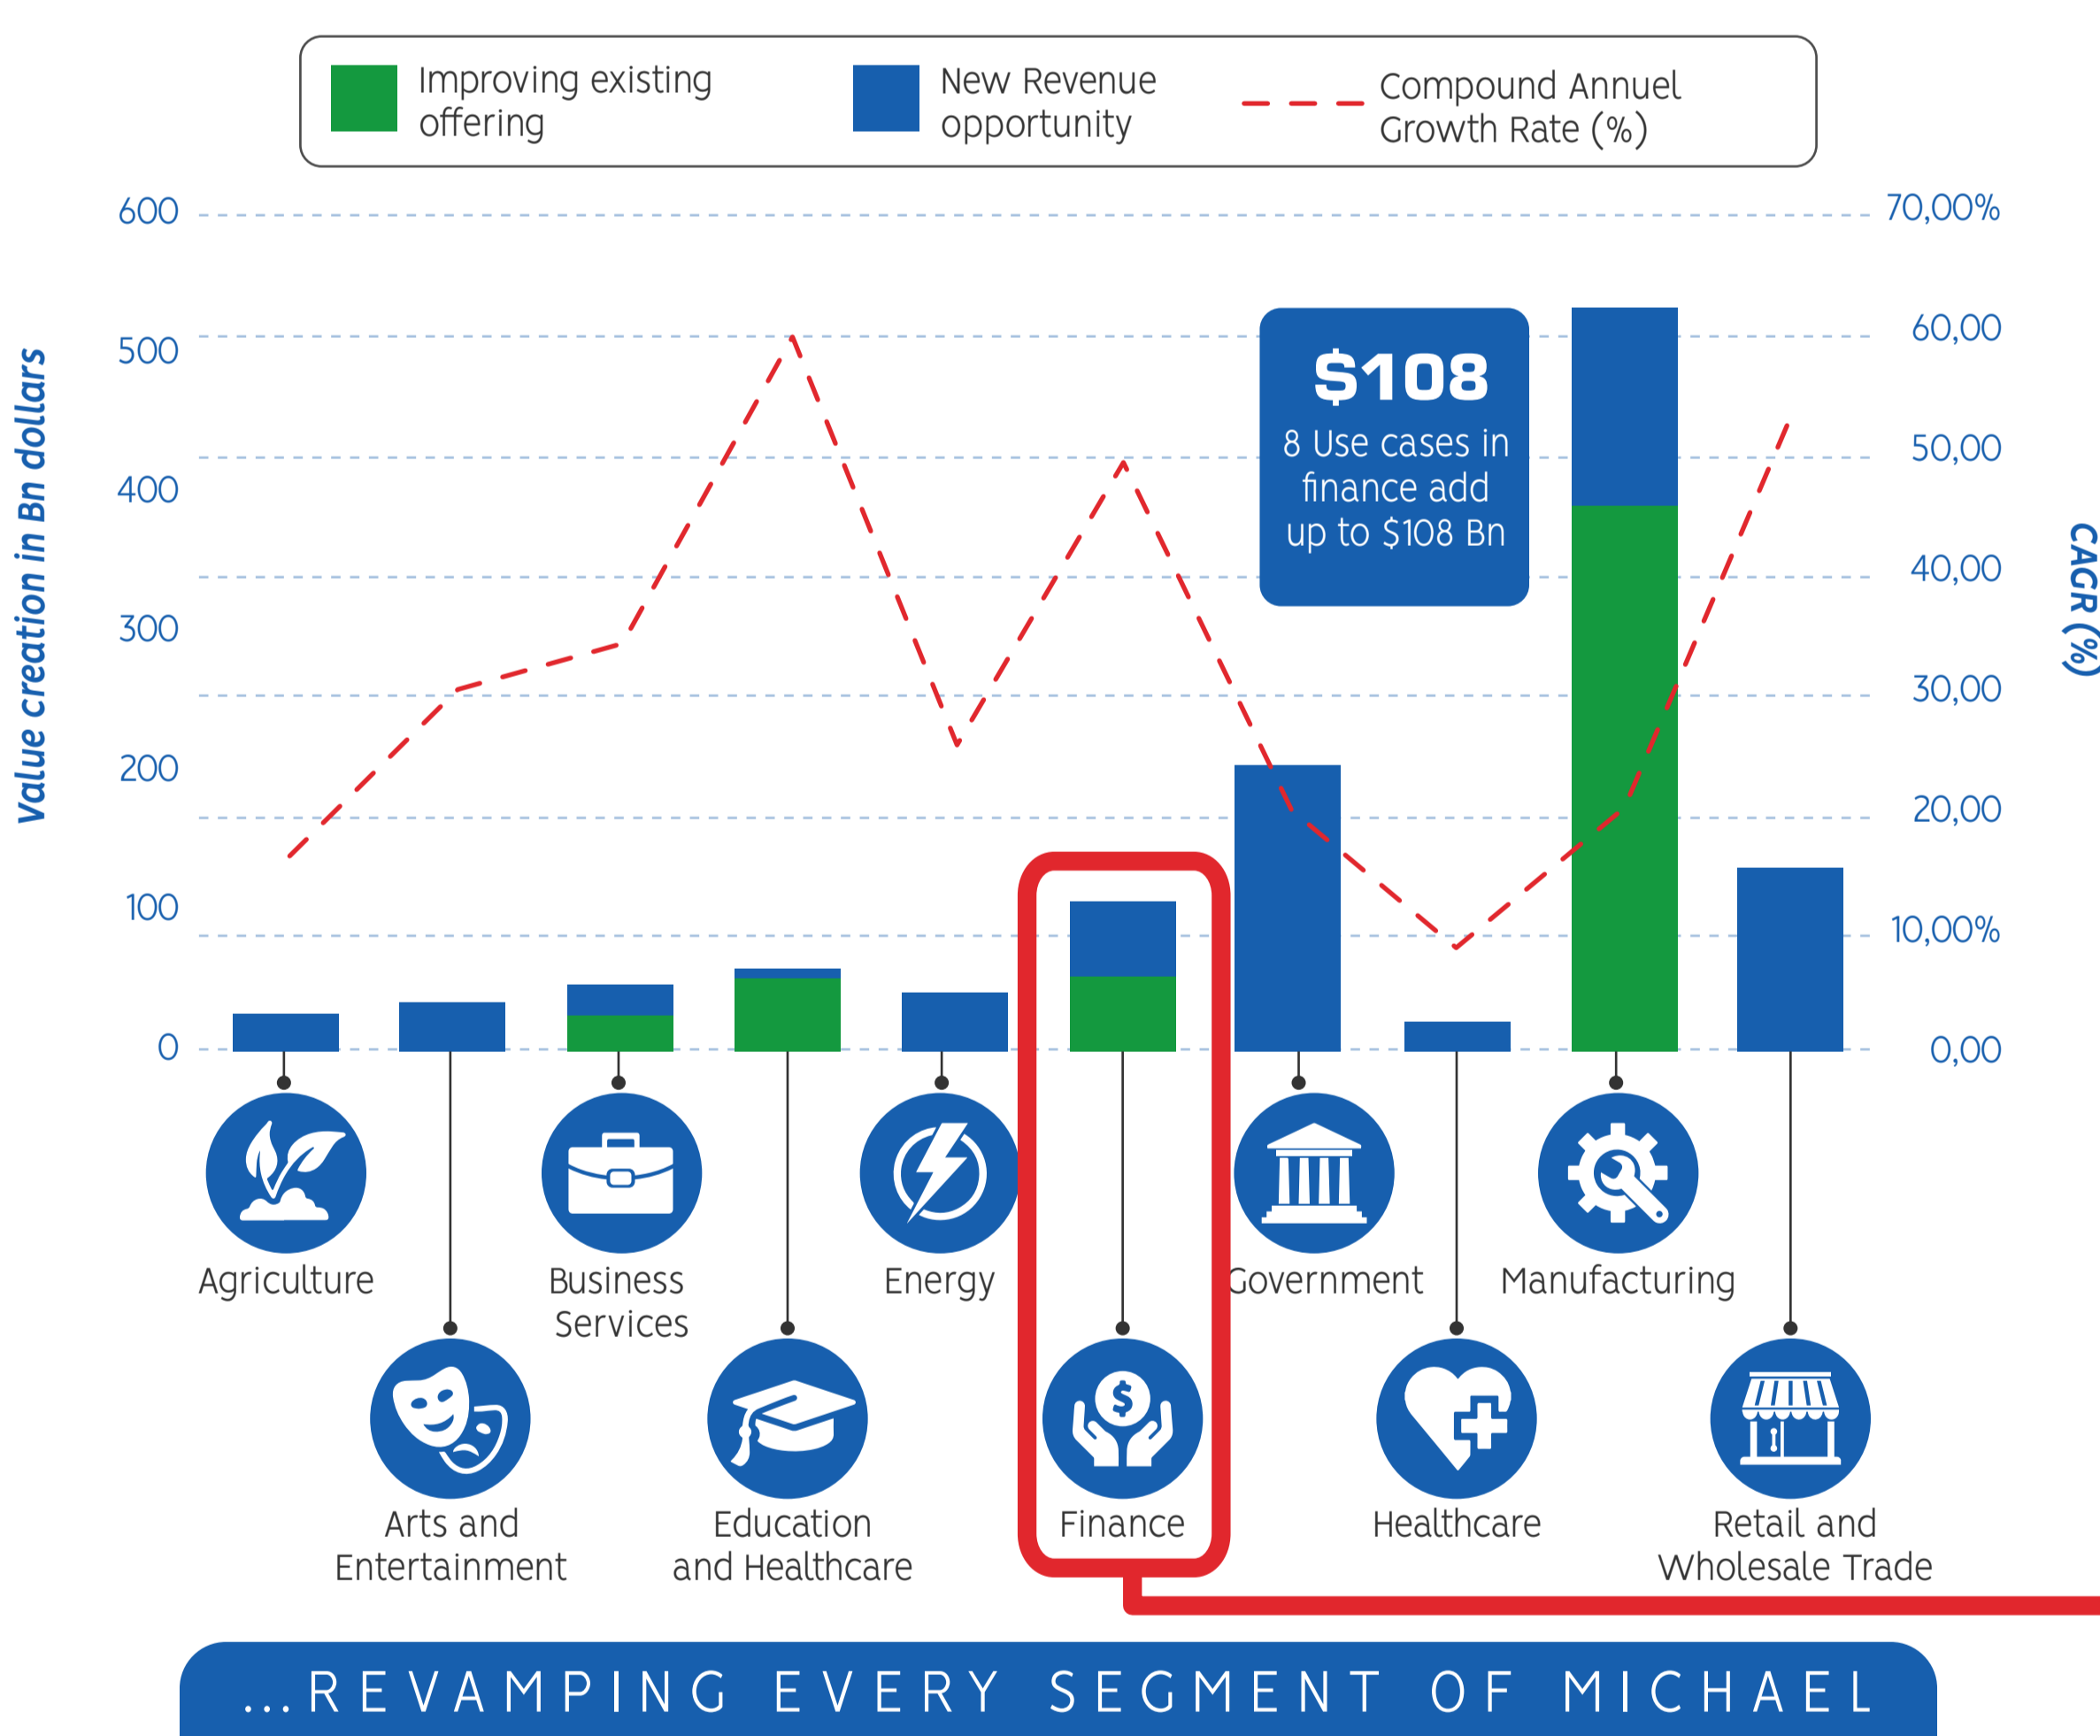 Improving existing
offering
New Revenue
opportunity
Compound Annuel
Growth Rate (%)
600
500
400
300
200
100
0
Value creation in Bn dollars
70,00%
60,00
50,00
40,00
30,00
20,00
10,00%
0,00
CAGR (%)
$108
8 Use cases in
finance add
up to $108 Bn
Agriculture
Arts and
Entertainment
Business
Services
Education
and Healthcare
Energy
Finance
Government
Healthcare
Manufacturing
Retail and
Wholesale Trade
...REVAMPING EVERY SEGMENT OF MICHAEL